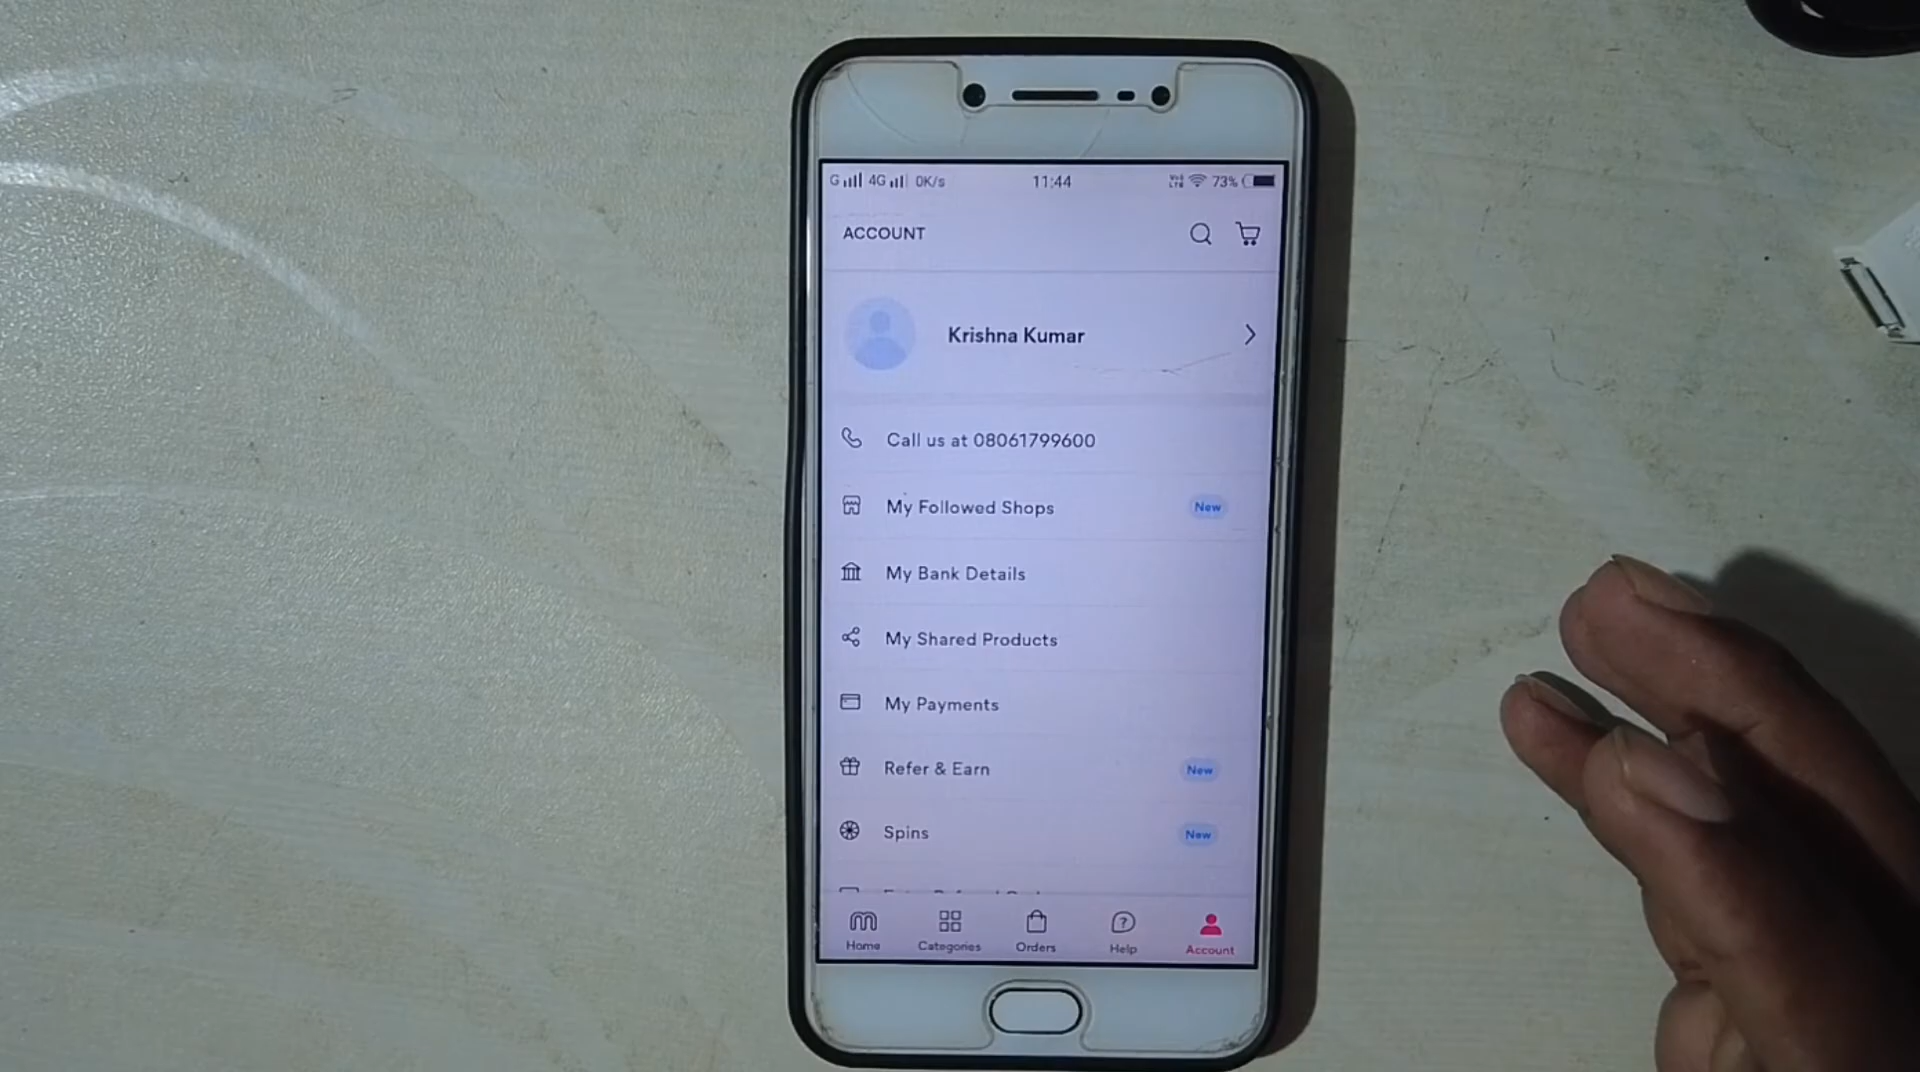 G 4G 0K/s 11:44 VoLTE 73%
ACCOUNT
Krishna Kumar
Call us at 08061799600
My Followed Shops New
My Bank Details
My Shared Products
My Payments
Refer & Earn New
Spins New
Home Categories Orders Help Account